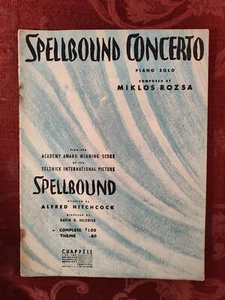 SPELLBOUND CONCERTO
PIANO SOLO
COMPOSED BY
MIKLOS ROZSA
from the
ACADEMY AWARD WINNING SCORE
of the
SELZNICK INTERNATIONAL PICTURE
SPELLBOUND
directed by
ALFRED HITCHCOCK
produced by
DAVID O. SELZNICK
COMPLETE $1.00
THEME .60
CHAPPELL